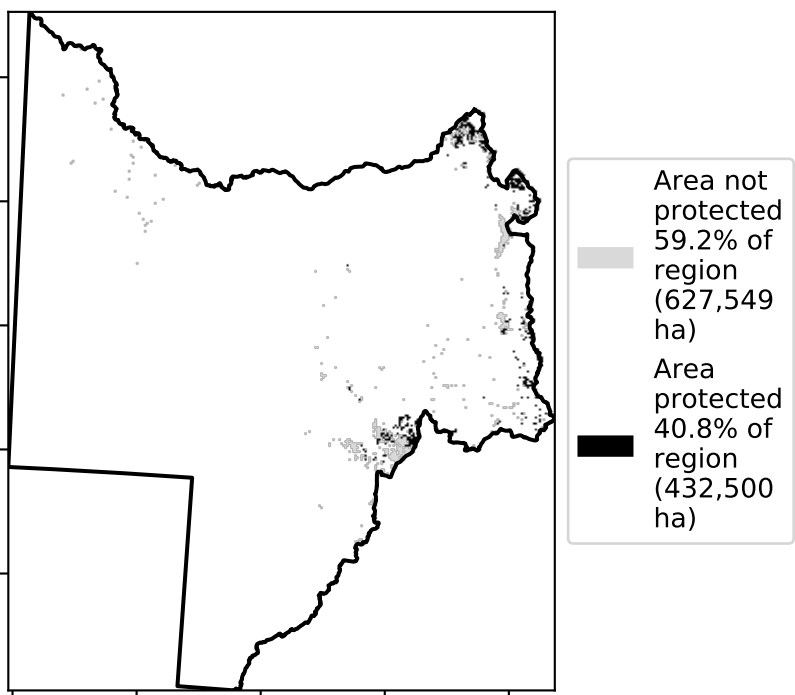 Area not
protected
59.2% of
region
(627,549
ha)
Area
protected
40.8% of
region
(432,500
ha)